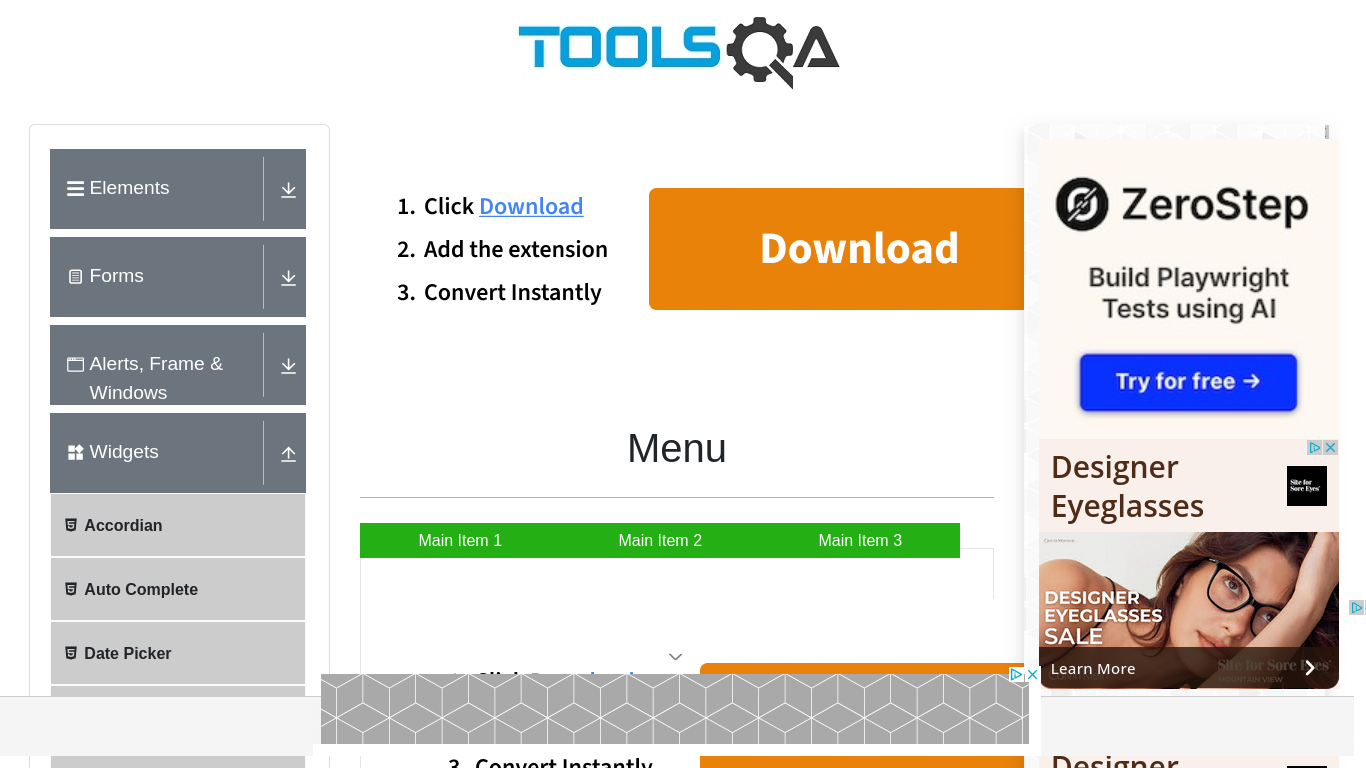 TOOLSQA
Elements
Forms
Alerts, Frame &
Windows
Widgets
Accordian
Auto Complete
Date Picker
1. Click Download
2. Add the extension
3. Convert Instantly
Download
Menu
Main Item 1
Main Item 2
Main Item 3
3. Convert Instantly
ZeroStep
Build Playwright
Tests using AI
Try for free →
Designer
Eyeglasses
Site for
Sore Eyes
DESIGNER
EYEGLASSES
SALE
Learn More
Site for Sore Eyes
MOUNTAIN VIEW
Designer